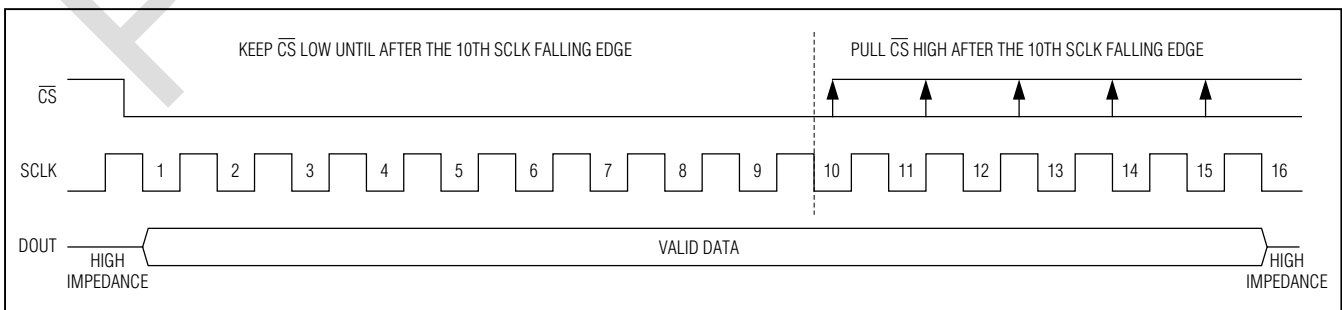 KEEP CS LOW UNTIL AFTER THE 10TH SCLK FALLING EDGE
PULL CS HIGH AFTER THE 10TH SCLK FALLING EDGE
CS
SCLK
1 2 3 4 5 6 7 8 9 10 11 12 13 14 15 16
DOUT
HIGH
IMPEDANCE
VALID DATA
HIGH
IMPEDANCE